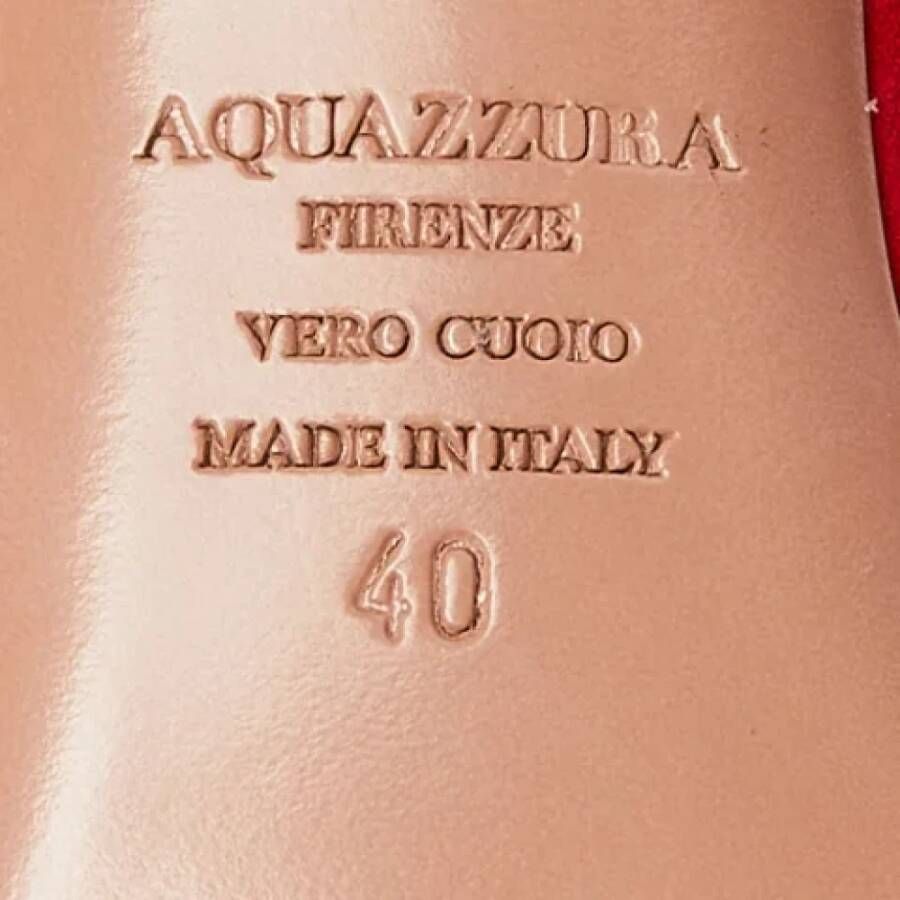 AQUAZZURA
FIRENZE
VERO CUOIO
MADE IN ITALY
40